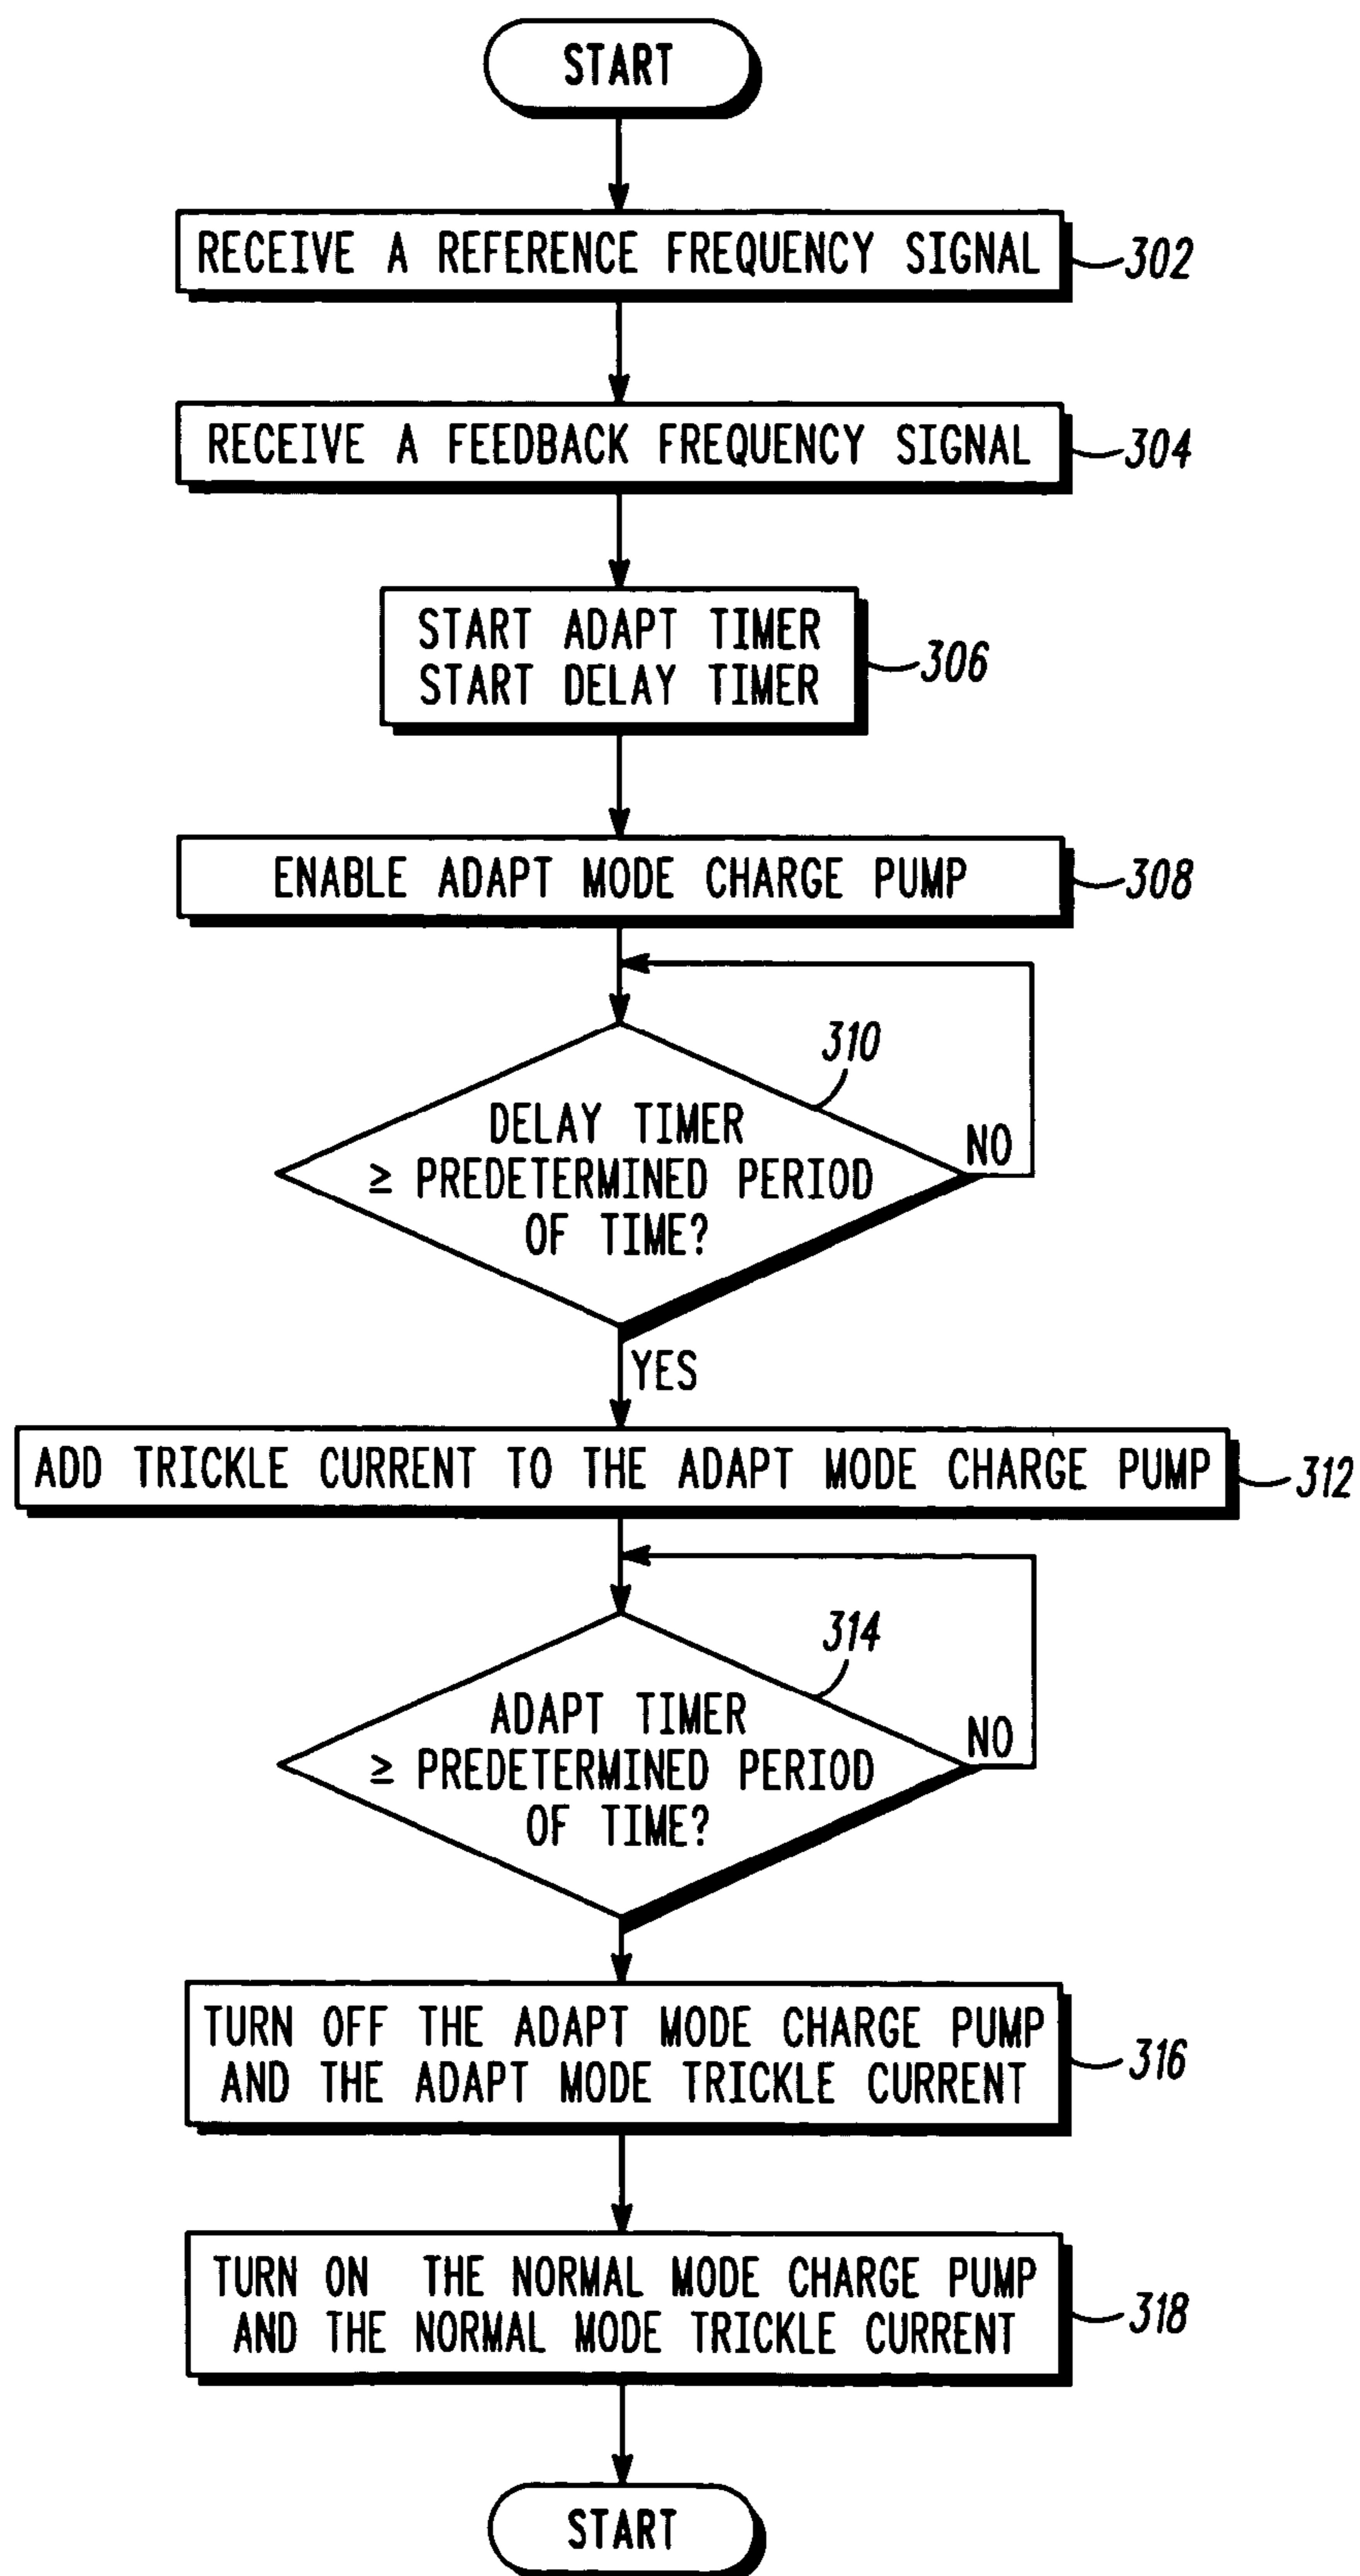 START
RECEIVE A REFERENCE FREQUENCY SIGNAL
302
RECEIVE A FEEDBACK FREQUENCY SIGNAL
304
START ADAPT TIMER
START DELAY TIMER
306
ENABLE ADAPT MODE CHARGE PUMP
308
310
DELAY TIMER
≥ PREDETERMINED PERIOD
OF TIME?
NO
YES
ADD TRICKLE CURRENT TO THE ADAPT MODE CHARGE PUMP
312
314
ADAPT TIMER
≥ PREDETERMINED PERIOD
OF TIME?
NO
TURN OFF THE ADAPT MODE CHARGE PUMP
AND THE ADAPT MODE TRICKLE CURRENT
316
TURN ON THE NORMAL MODE CHARGE PUMP
AND THE NORMAL MODE TRICKLE CURRENT
318
START